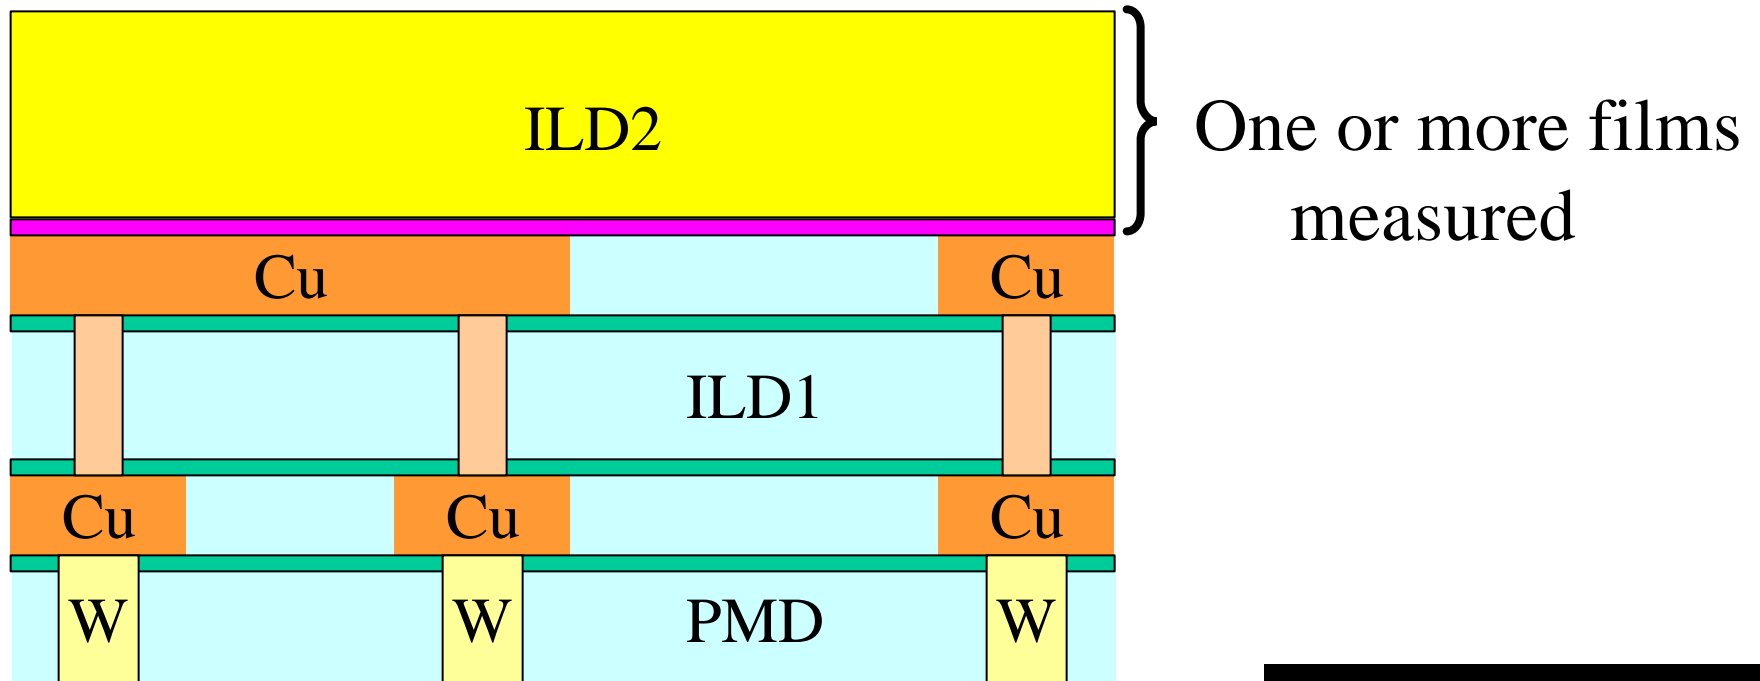 ILD2
One or more films
measured
Cu
Cu
ILD1
Cu
Cu
Cu
W
W
PMD
W